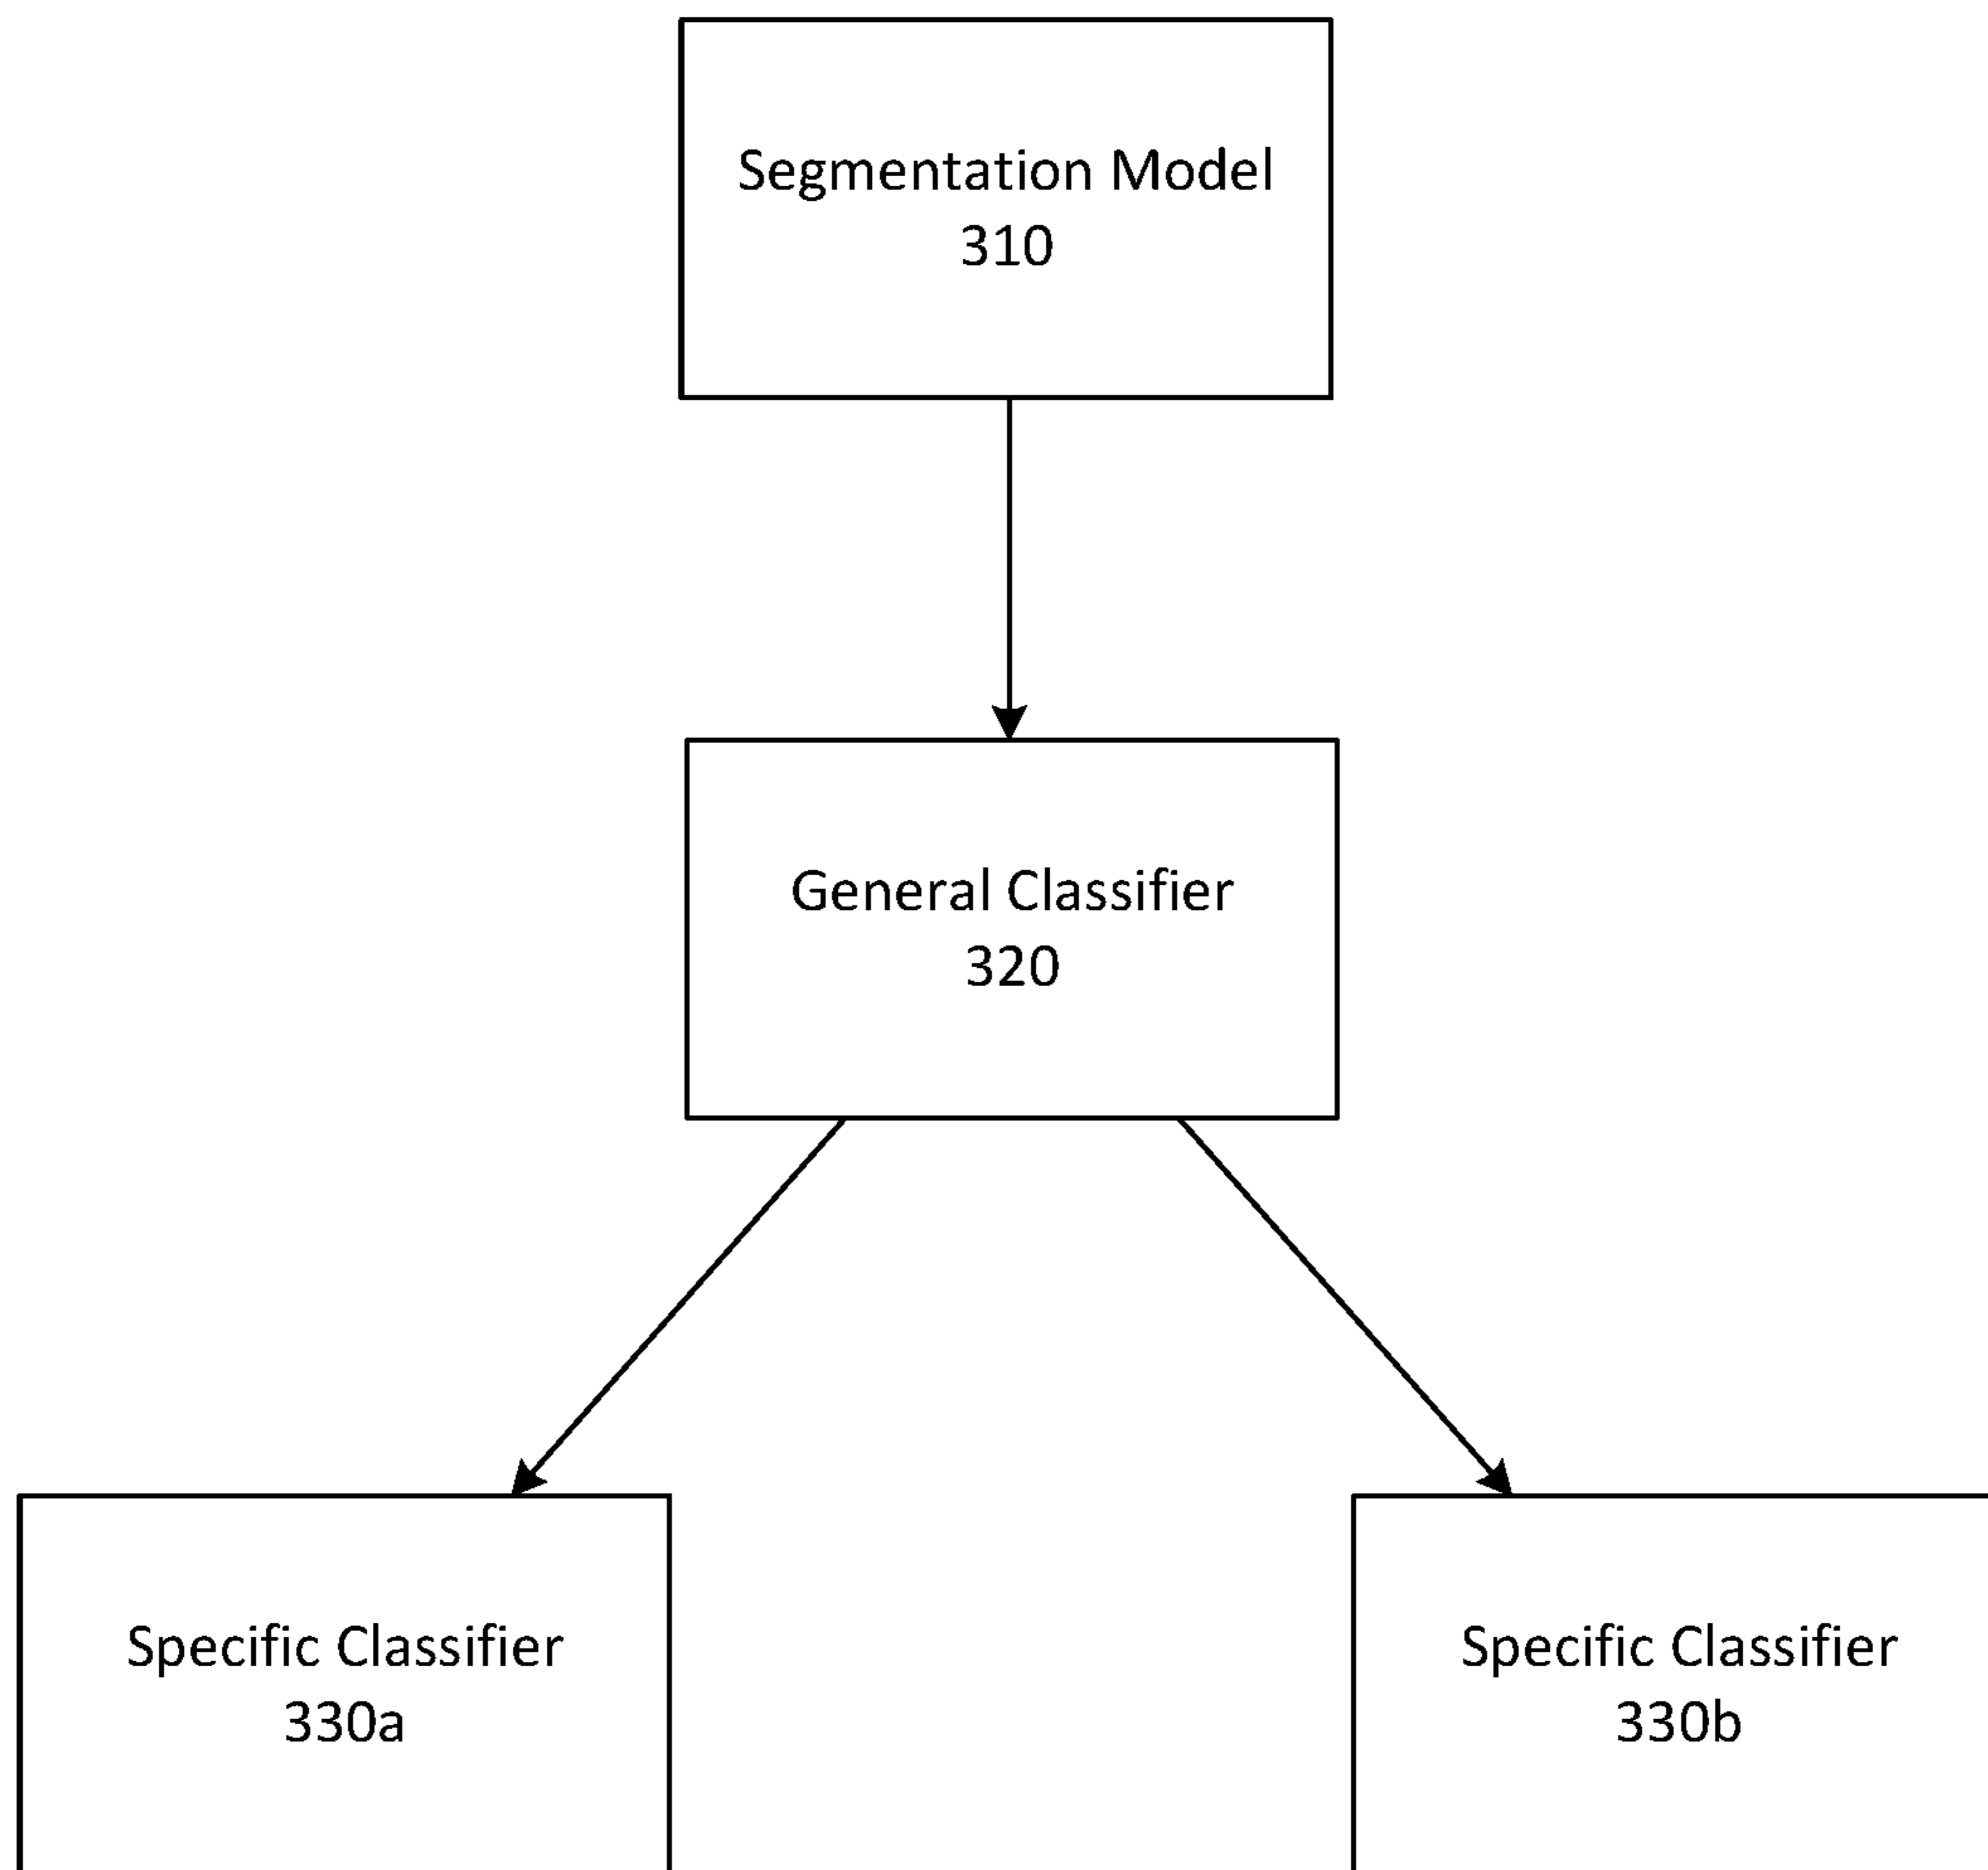 Segmentation Model
310
General Classifier
320
Specific Classifier
330a
Specific Classifier
330b